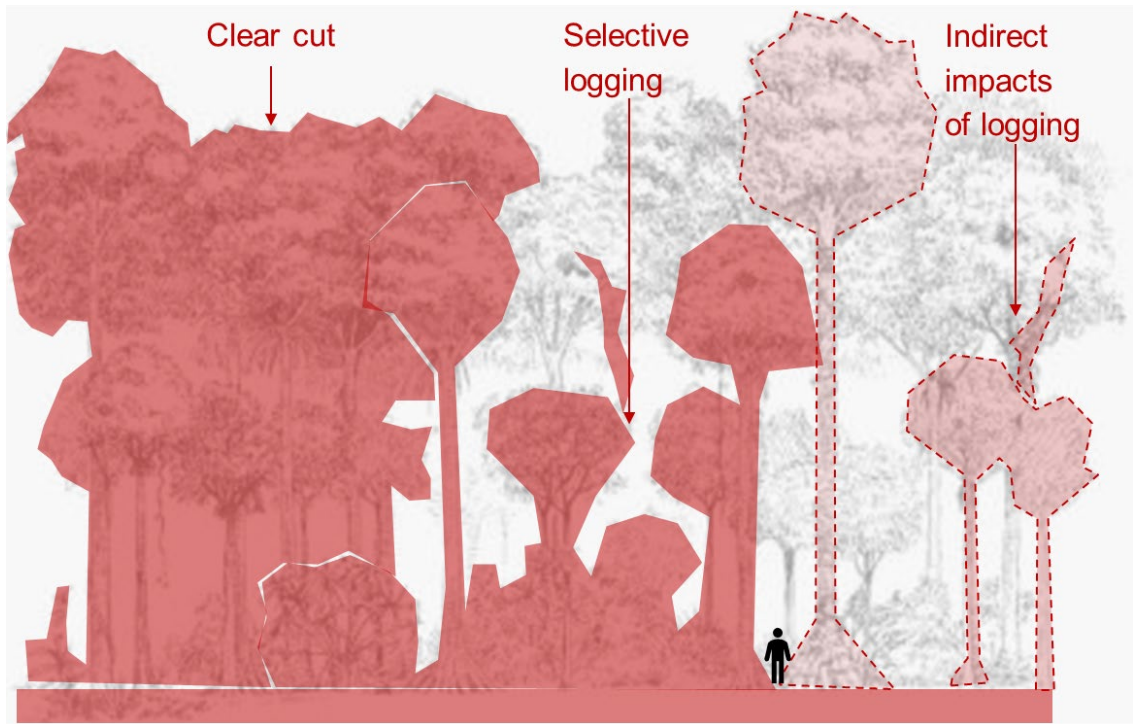 Clear cut
Selective
logging
Indirect
impacts
of logging